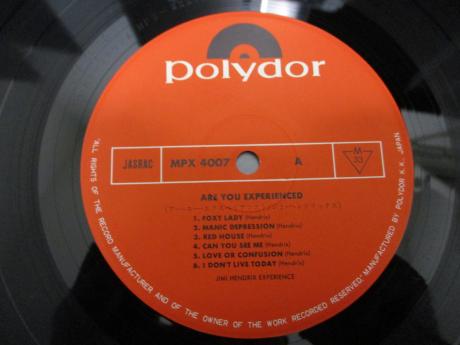 polydor
JASRAC
MPX 4007
A
M
33
ARE YOU EXPERIENCED
1. FOXY LADY (Hendrix)
2. MANIC DEPRESSION (Hendrix)
3. RED HOUSE (Hendrix)
4. CAN YOU SEE ME (Hendrix)
5. LOVE OR CONFUSION (Hendrix)
6. I DON'T LIVE TODAY (Hendrix)
JIMI HENDRIX EXPERIENCE
'ALL RIGHTS OF THE RECORD MANUFACTURER AND OF THE OWNER OF THE WORK RECORDED RESERVED' MANUFACTURED BY POLYDOR K.K. JAPAN